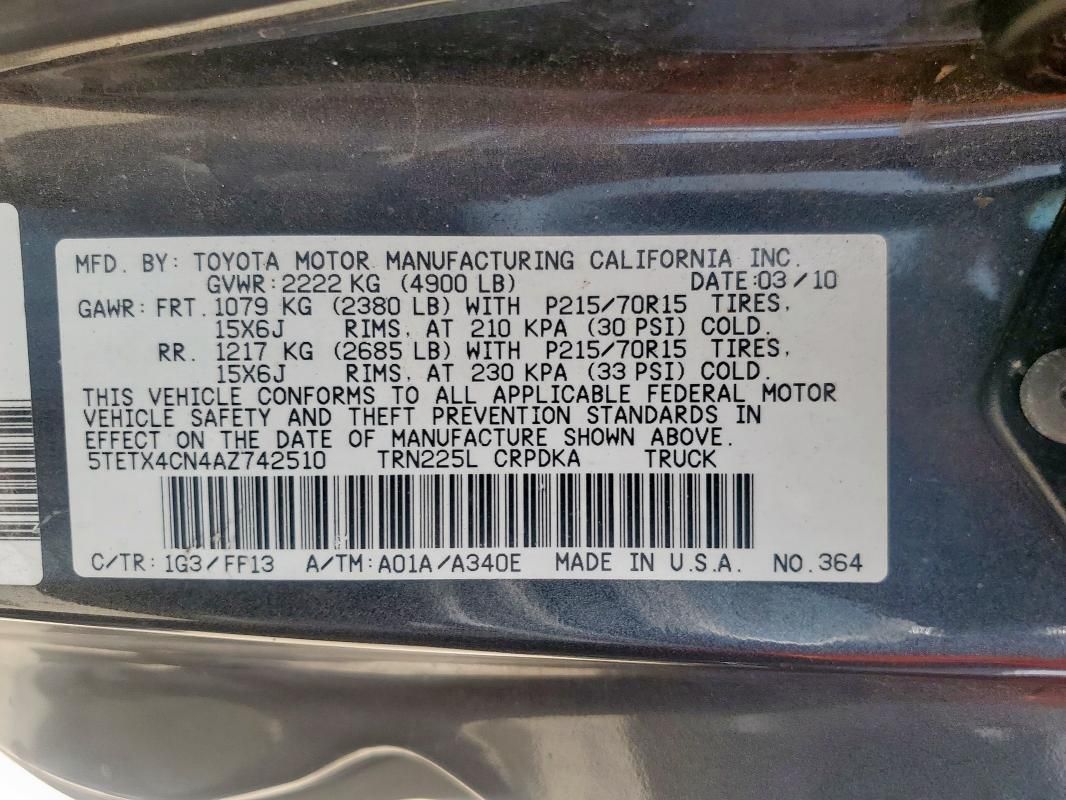 MFD. BY: TOYOTA MOTOR MANUFACTURING CALIFORNIA INC.
GVWR: 2222 KG (4900 LB) DATE: 03/10
GAWR: FRT. 1079 KG (2380 LB) WITH P215/70R15 TIRES,
15X6J RIMS, AT 210 KPA (30 PSI) COLD.
RR. 1217 KG (2685 LB) WITH P215/70R15 TIRES,
15X6J RIMS, AT 230 KPA (33 PSI) COLD.
THIS VEHICLE CONFORMS TO ALL APPLICABLE FEDERAL MOTOR
VEHICLE SAFETY AND THEFT PREVENTION STANDARDS IN
EFFECT ON THE DATE OF MANUFACTURE SHOWN ABOVE.
5TETX4CN4AZ742510 TRN225L CRPDKA TRUCK
C/TR: 1G3/FF13 A/TM: A01A/A340E MADE IN U.S.A. NO.364